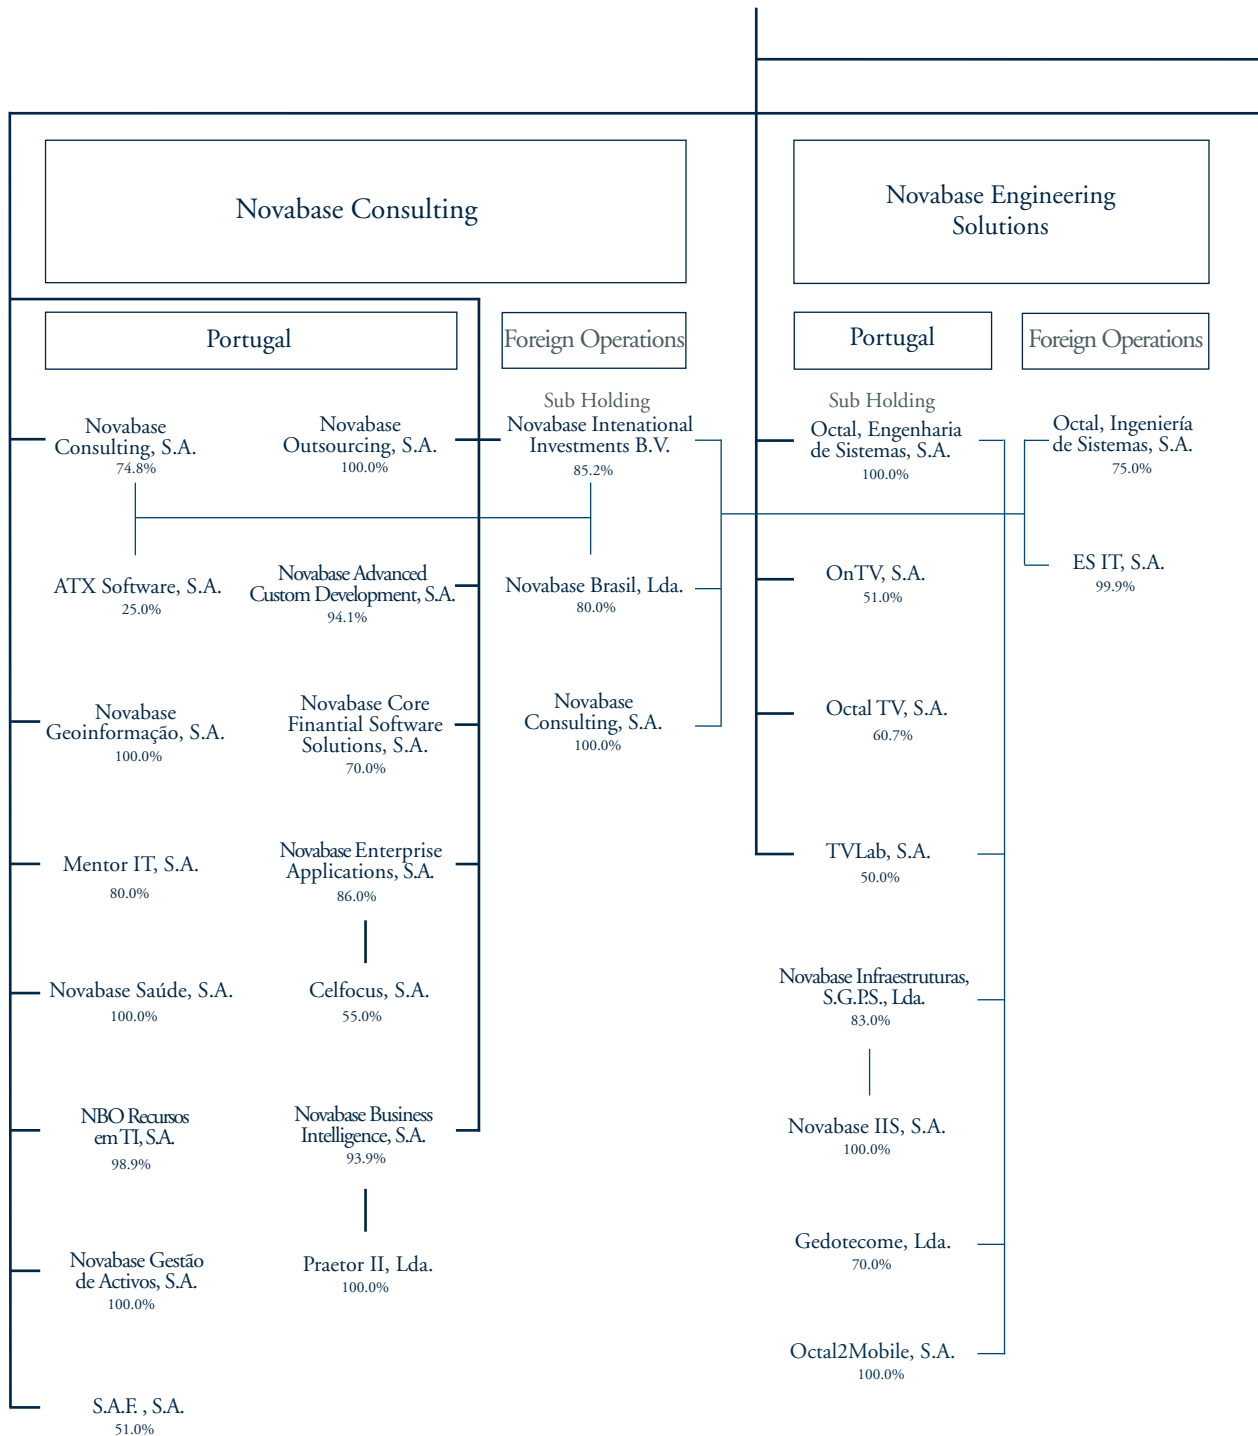 Novabase Consulting
Novabase Engineering
Solutions
Portugal
Foreign Operations
Portugal
Foreign Operations
Novabase
Consulting, S.A.
74.8%
Novabase
Outsourcing, S.A.
100.0%
Sub Holding
Novabase Intenational
Investments B.V.
85.2%
Sub Holding
Octal, Engenharia
de Sistemas, S.A.
100.0%
Octal, Ingeniería
de Sistemas, S.A.
75.0%
ATX Software, S.A.
25.0%
Novabase Advanced
Custom Development, S.A.
94.1%
Novabase Brasil, Lda.
80.0%
OnTV, S.A.
51.0%
ES IT, S.A.
99.9%
Novabase
Geoinformação, S.A.
100.0%
Novabase Core
Finantial Software
Solutions, S.A.
70.0%
Novabase
Consulting, S.A.
100.0%
Octal TV, S.A.
60.7%
Mentor IT, S.A.
80.0%
Novabase Enterprise
Applications, S.A.
86.0%
TVLab, S.A.
50.0%
Novabase Saúde, S.A.
100.0%
Celfocus, S.A.
55.0%
Novabase Infraestruturas,
S.G.P.S., Lda.
83.0%
NBO Recursos
em TI, S.A.
98.9%
Novabase Business
Intelligence, S.A.
93.9%
Novabase IIS, S.A.
100.0%
Novabase Gestão
de Activos, S.A.
100.0%
Praetor II, Lda.
100.0%
Gedotecome, Lda.
70.0%
Octal2Mobile, S.A.
100.0%
S.A.F. , S.A.
51.0%